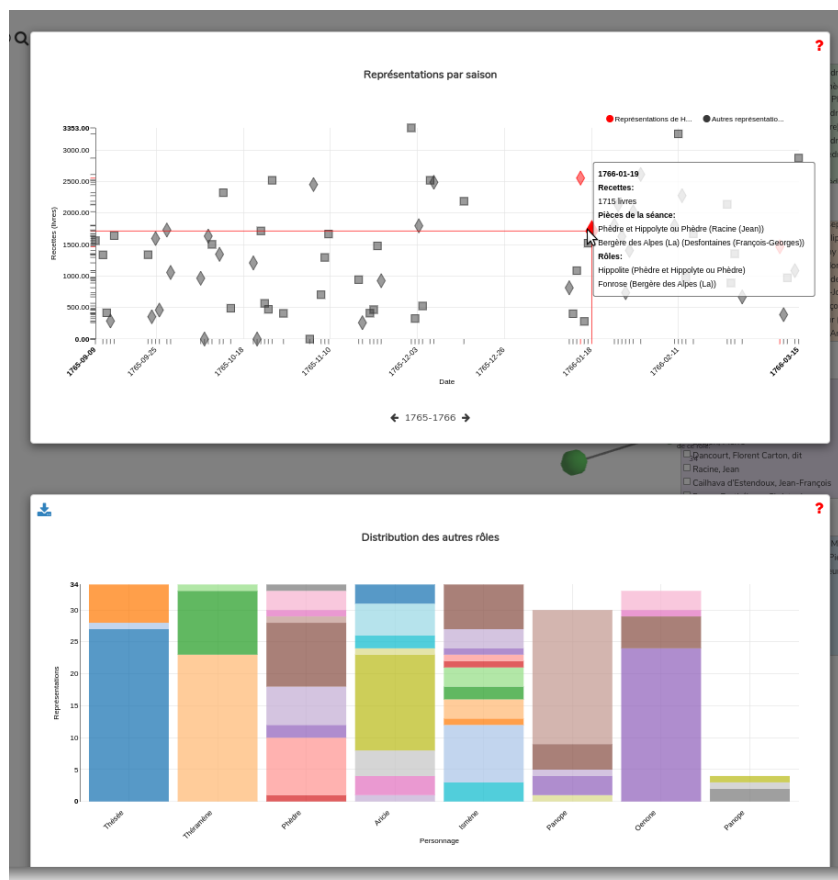 ?
Représentations par saison
Représentations de H...
Autres représentatio...
3353.00
3000.00
2500.00
2000.00
1500.00
1000.00
500.00
0.00
Recettes (livres)
1766-01-19
Recettes:
1715 livres
Pièces de la séance:
Phèdre et Hippolyte ou Phèdre (Racine (Jean))
Bergère des Alpes (La) (Desfontaines (François-Georges))
Rôles:
Hippolite (Phèdre et Hippolyte ou Phèdre)
Fonrose (Bergère des Alpes (La))
1765-09-09
1765-09-25
1765-10-18
1765-11-10
1765-12-03
1765-12-26
1766-01-18
1766-02-11
1766-03-15
Date
1765-1766
Dancourt, Florent Carton, dit
Racine, Jean
Cailhava d'Estendoux, Jean-François
?
Distribution des autres rôles
34
30
25
20
15
10
5
0
Représentations
Thésée
Théramène
Phèdre
Aricie
Ismène
Panope
Oenone
Panope
Personnage